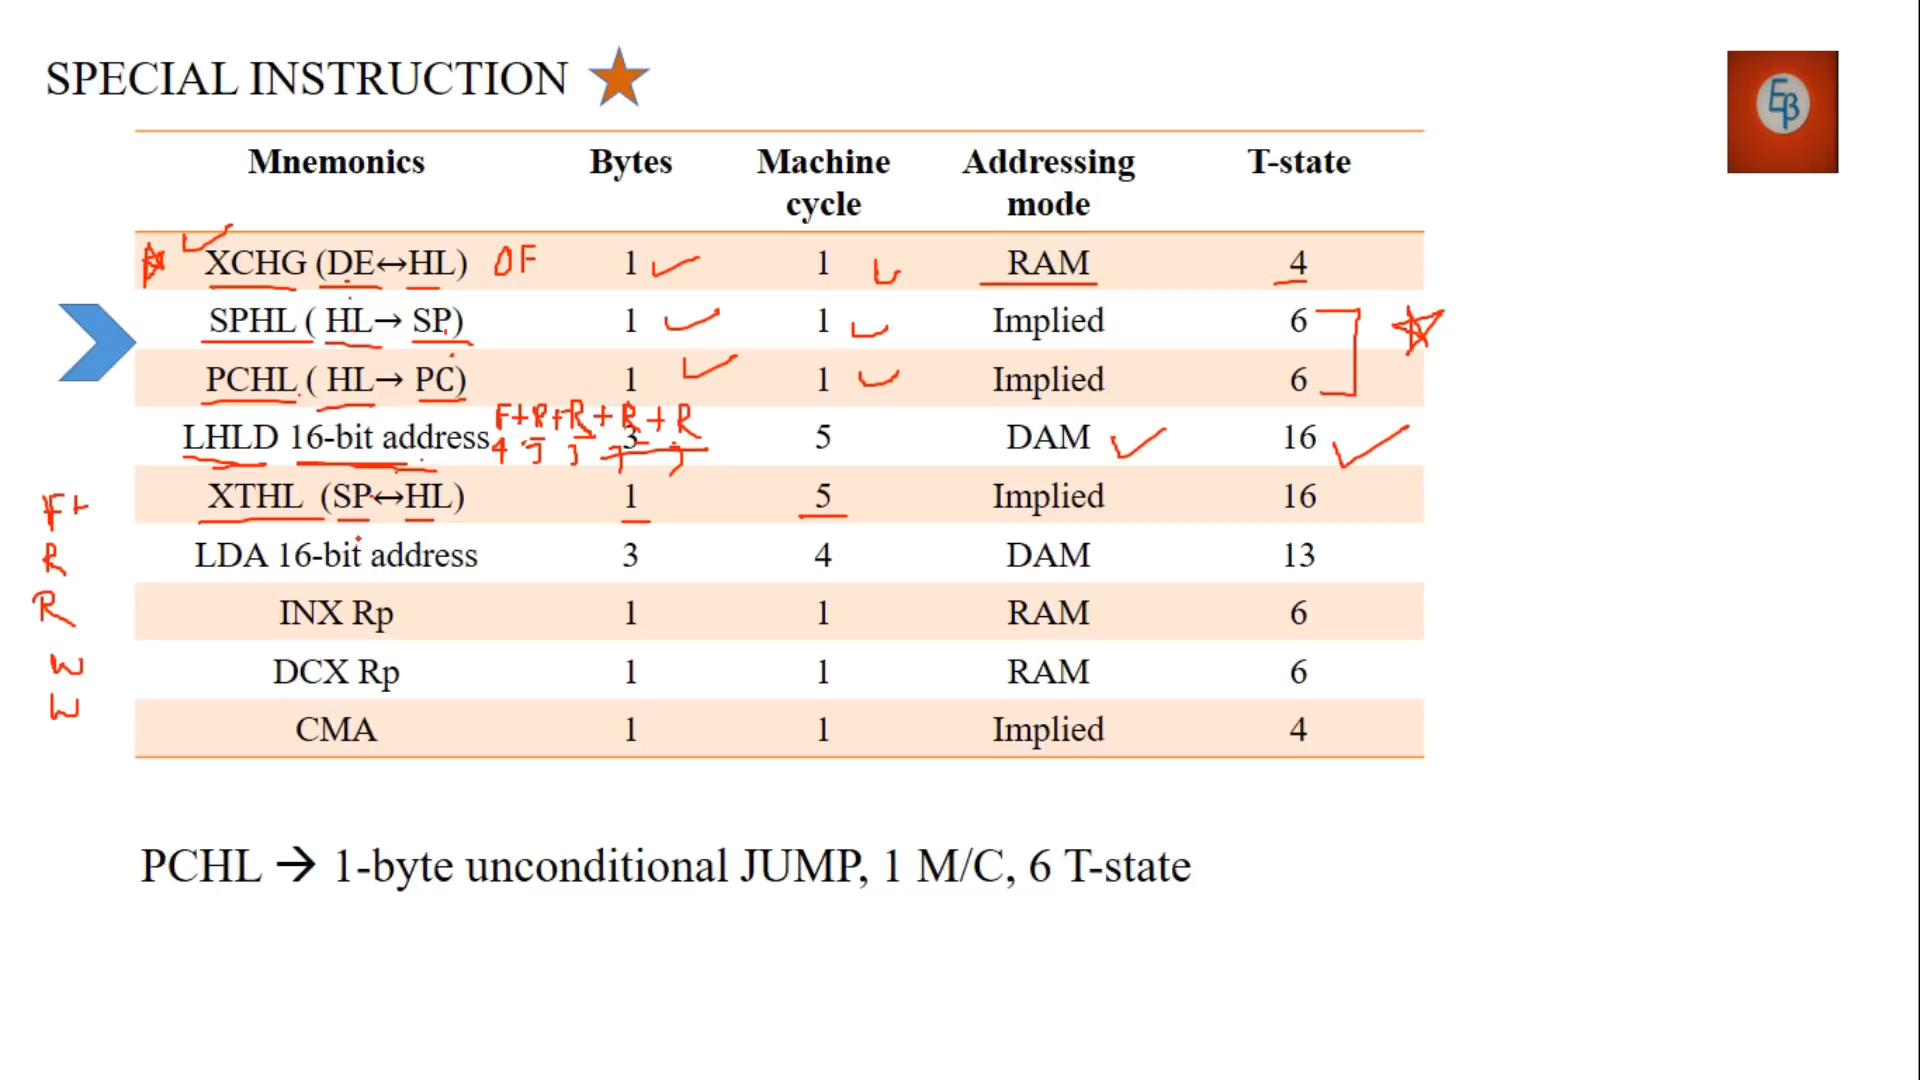 SPECIAL INSTRUCTION
Eβ
Mnemonics Bytes Machine cycle Addressing mode T-state
XCHG (DE↔HL) OF 1 1 RAM 4
SPHL ( HL→ SP) 1 1 Implied 6
PCHL ( HL→ PC) 1 1 Implied 6
F+R+R+R+R
LHLD 16-bit address 3 5 DAM 16
4 3 3 3 3
XTHL (SP↔HL) 1 5 Implied 16
F+
R
R
W
W
LDA 16-bit address 3 4 DAM 13
INX Rp 1 1 RAM 6
DCX Rp 1 1 RAM 6
CMA 1 1 Implied 4
PCHL → 1-byte unconditional JUMP, 1 M/C, 6 T-state